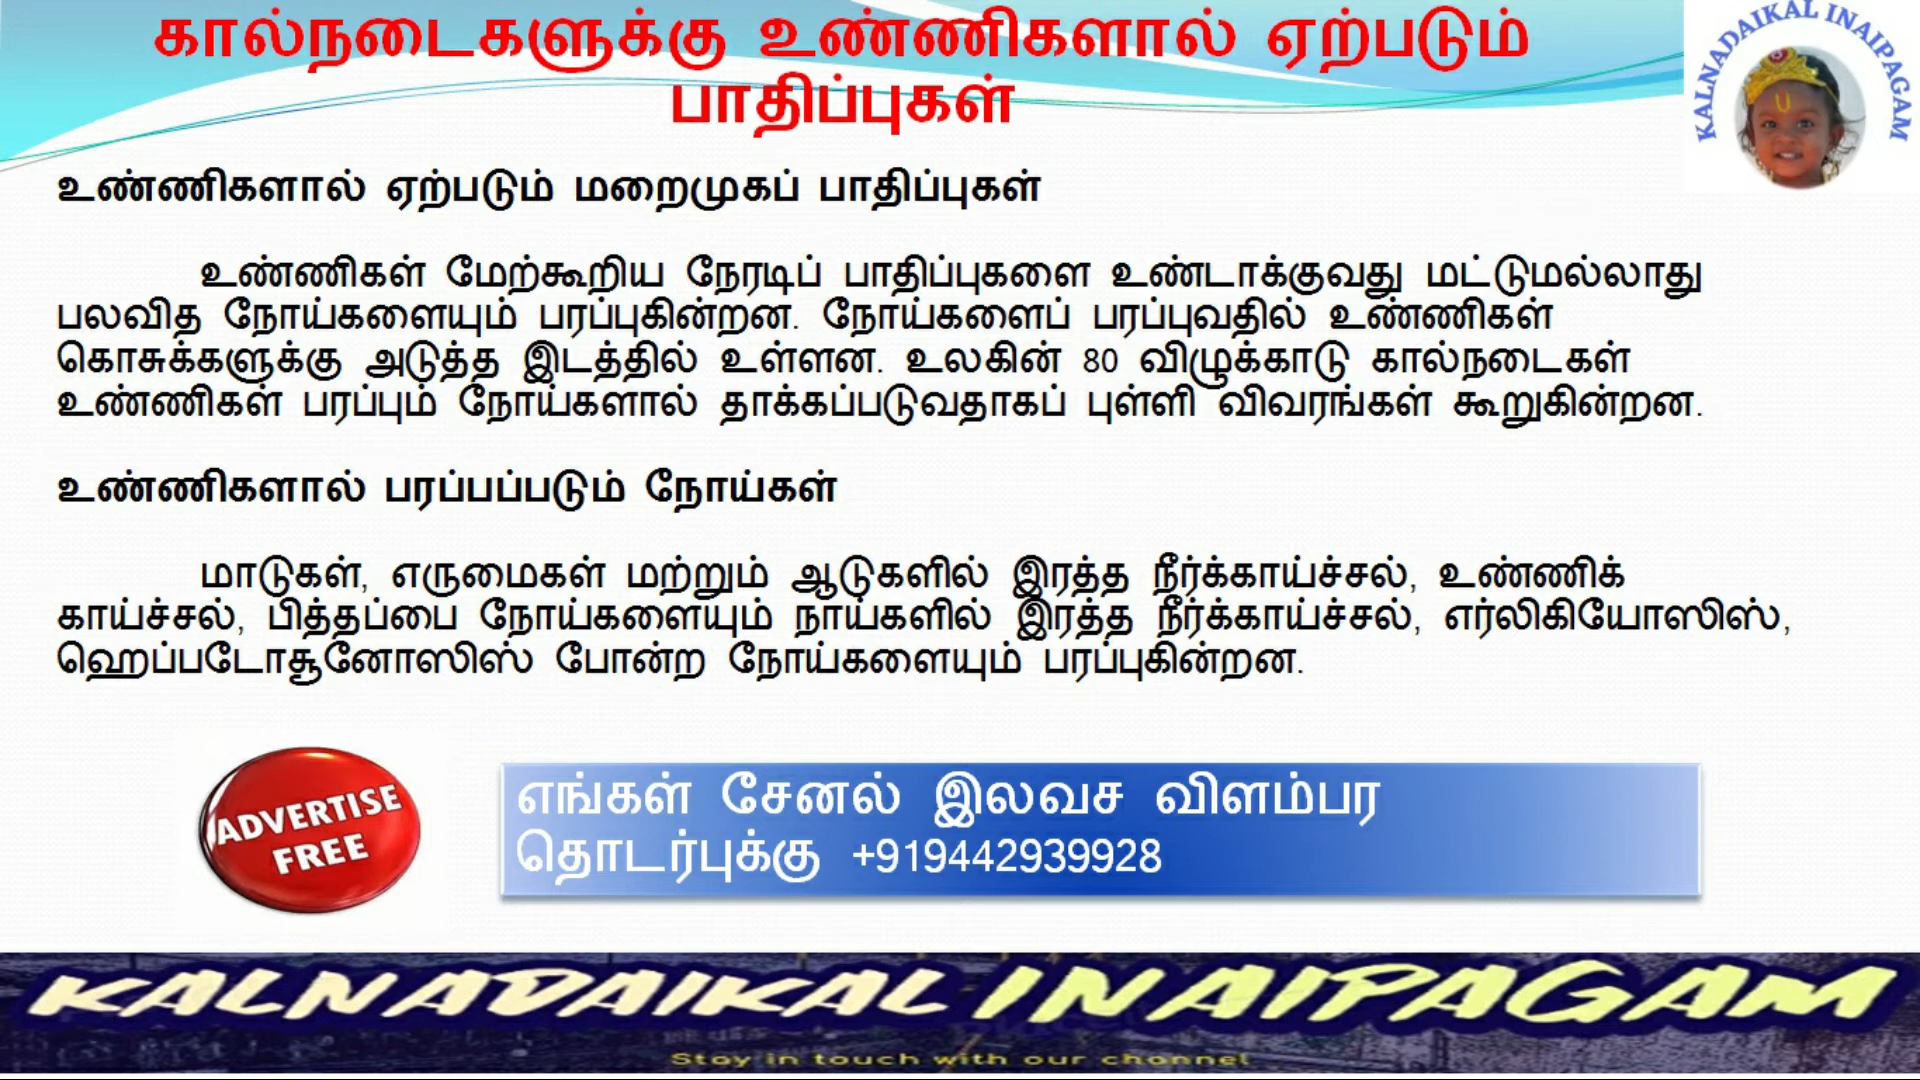 கால்நடைகளுக்கு உண்ணிகளால் ஏற்படும்
பாதிப்புகள்
KALNADAIKAL INAIPAGAM
உண்ணிகளால் ஏற்படும் மறைமுகப் பாதிப்புகள்
உண்ணிகள் மேற்கூறிய நேரடிப் பாதிப்புகளை உண்டாக்குவது மட்டுமல்லாது
பலவித நோய்களையும் பரப்புகின்றன. நோய்களைப் பரப்புவதில் உண்ணிகள்
கொசுக்களுக்கு அடுத்த இடத்தில் உள்ளன. உலகின் 80 விழுக்காடு கால்நடைகள்
உண்ணிகள் பரப்பும் நோய்களால் தாக்கப்படுவதாகப் புள்ளி விவரங்கள் கூறுகின்றன.
உண்ணிகளால் பரப்பப்படும் நோய்கள்
மாடுகள், எருமைகள் மற்றும் ஆடுகளில் இரத்த நீர்க்காய்ச்சல், உண்ணிக்
காய்ச்சல், பித்தப்பை நோய்களையும் நாய்களில் இரத்த நீர்க்காய்ச்சல், எர்லிகியோஸிஸ்,
ஹெப்படோசூனோஸிஸ் போன்ற நோய்களையும் பரப்புகின்றன.
ADVERTISE
FREE
எங்கள் சேனல் இலவச விளம்பர
தொடர்புக்கு +919442939928
KALNADAIKAL INAIPAGAM
Stay in touch with our channel